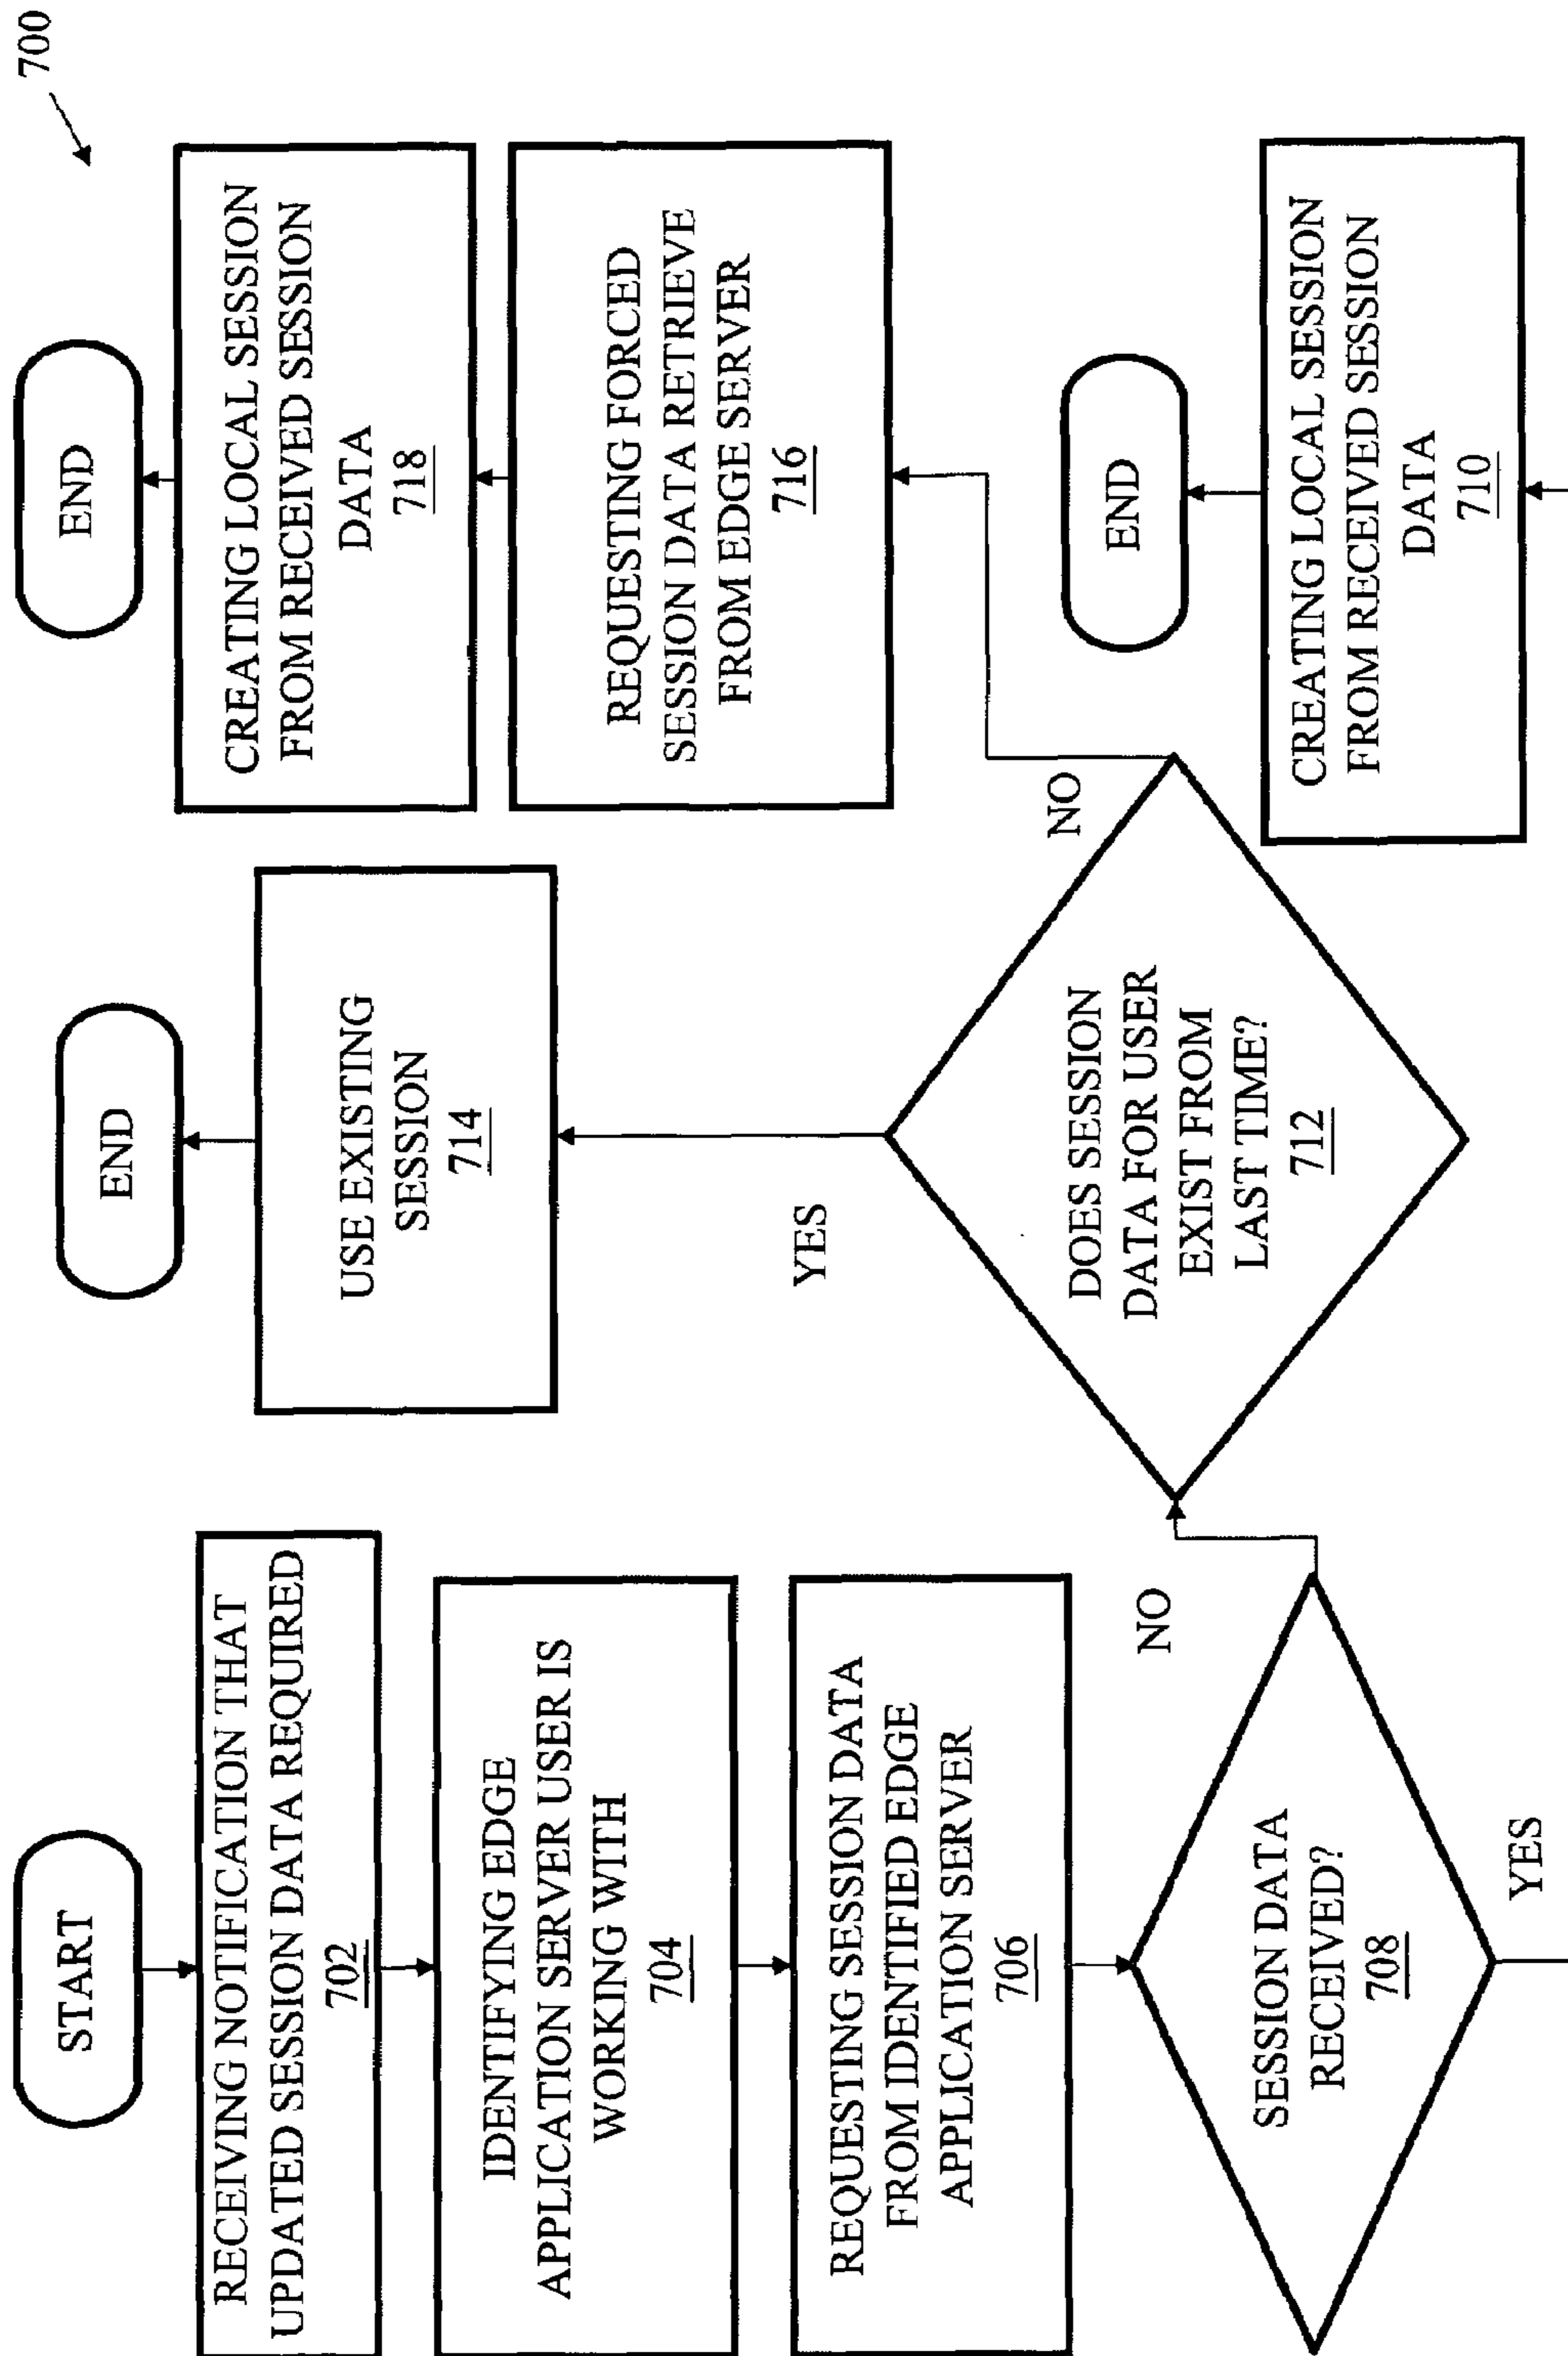 700
START
RECEIVING NOTIFICATION THAT
UPDATED SESSION DATA REQUIRED
702
IDENTIFYING EDGE
APPLICATION SERVER USER IS
WORKING WITH
704
REQUESTING SESSION DATA
FROM IDENTIFIED EDGE
APPLICATION SERVER
706
SESSION DATA
RECEIVED?
708
NO
YES
END
USE EXISTING
SESSION
714
YES
DOES SESSION
DATA FOR USER
EXIST FROM
LAST TIME?
712
NO
END
CREATING LOCAL SESSION
FROM RECEIVED SESSION
DATA
718
REQUESTING FORCED
SESSION DATA RETRIEVE
FROM EDGE SERVER
716
END
CREATING LOCAL SESSION
FROM RECEIVED SESSION
DATA
710